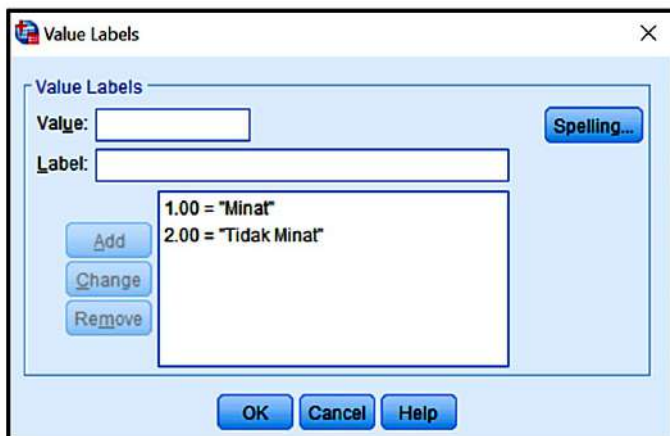 Value Labels
Value Labels
Value:
Spelling...
Label:
1.00 = "Minat"
2.00 = "Tidak Minat"
Add
Change
Remove
OK Cancel Help